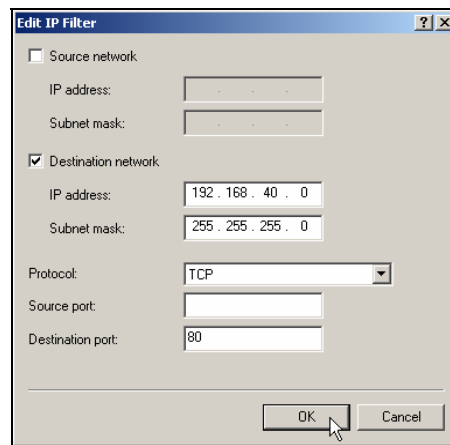 Edit IP Filter
Source network
IP address: . . .
Subnet mask: . . .
Destination network
IP address: 192 . 168 . 40 . 0
Subnet mask: 255 . 255 . 255 . 0
Protocol: TCP
Source port:
Destination port: 80
OK Cancel